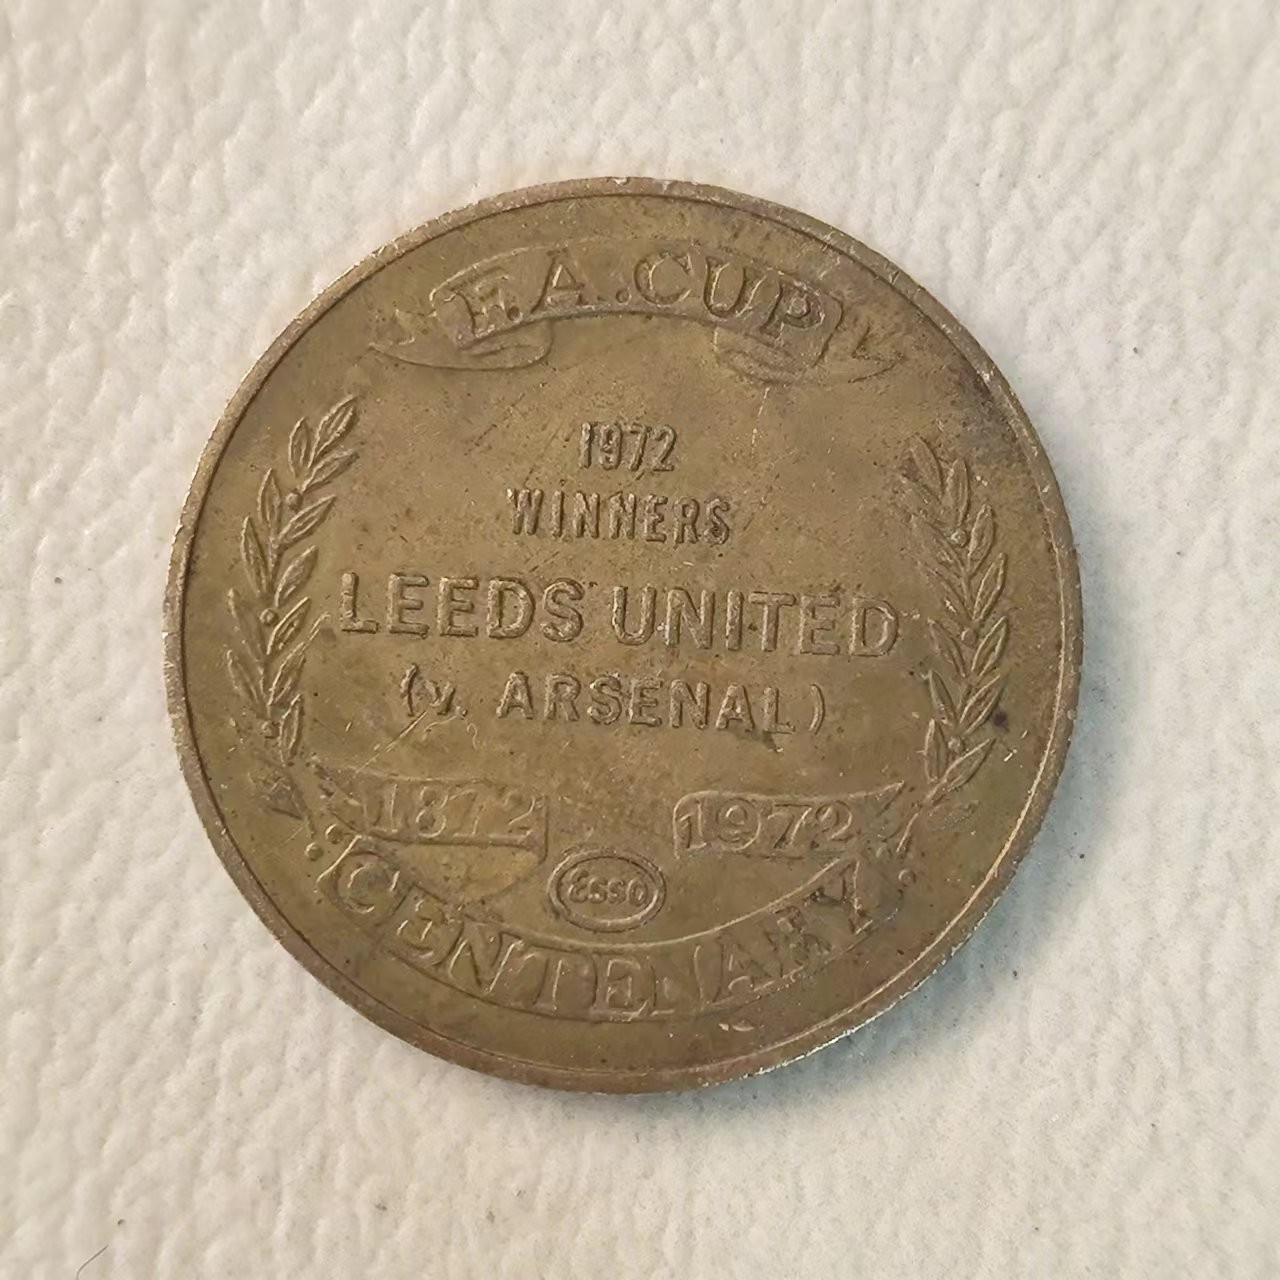 F.A.CUP
1972
WINNERS
LEEDS UNITED
(v. ARSENAL)
1872 1972
Esso
CENTENARY